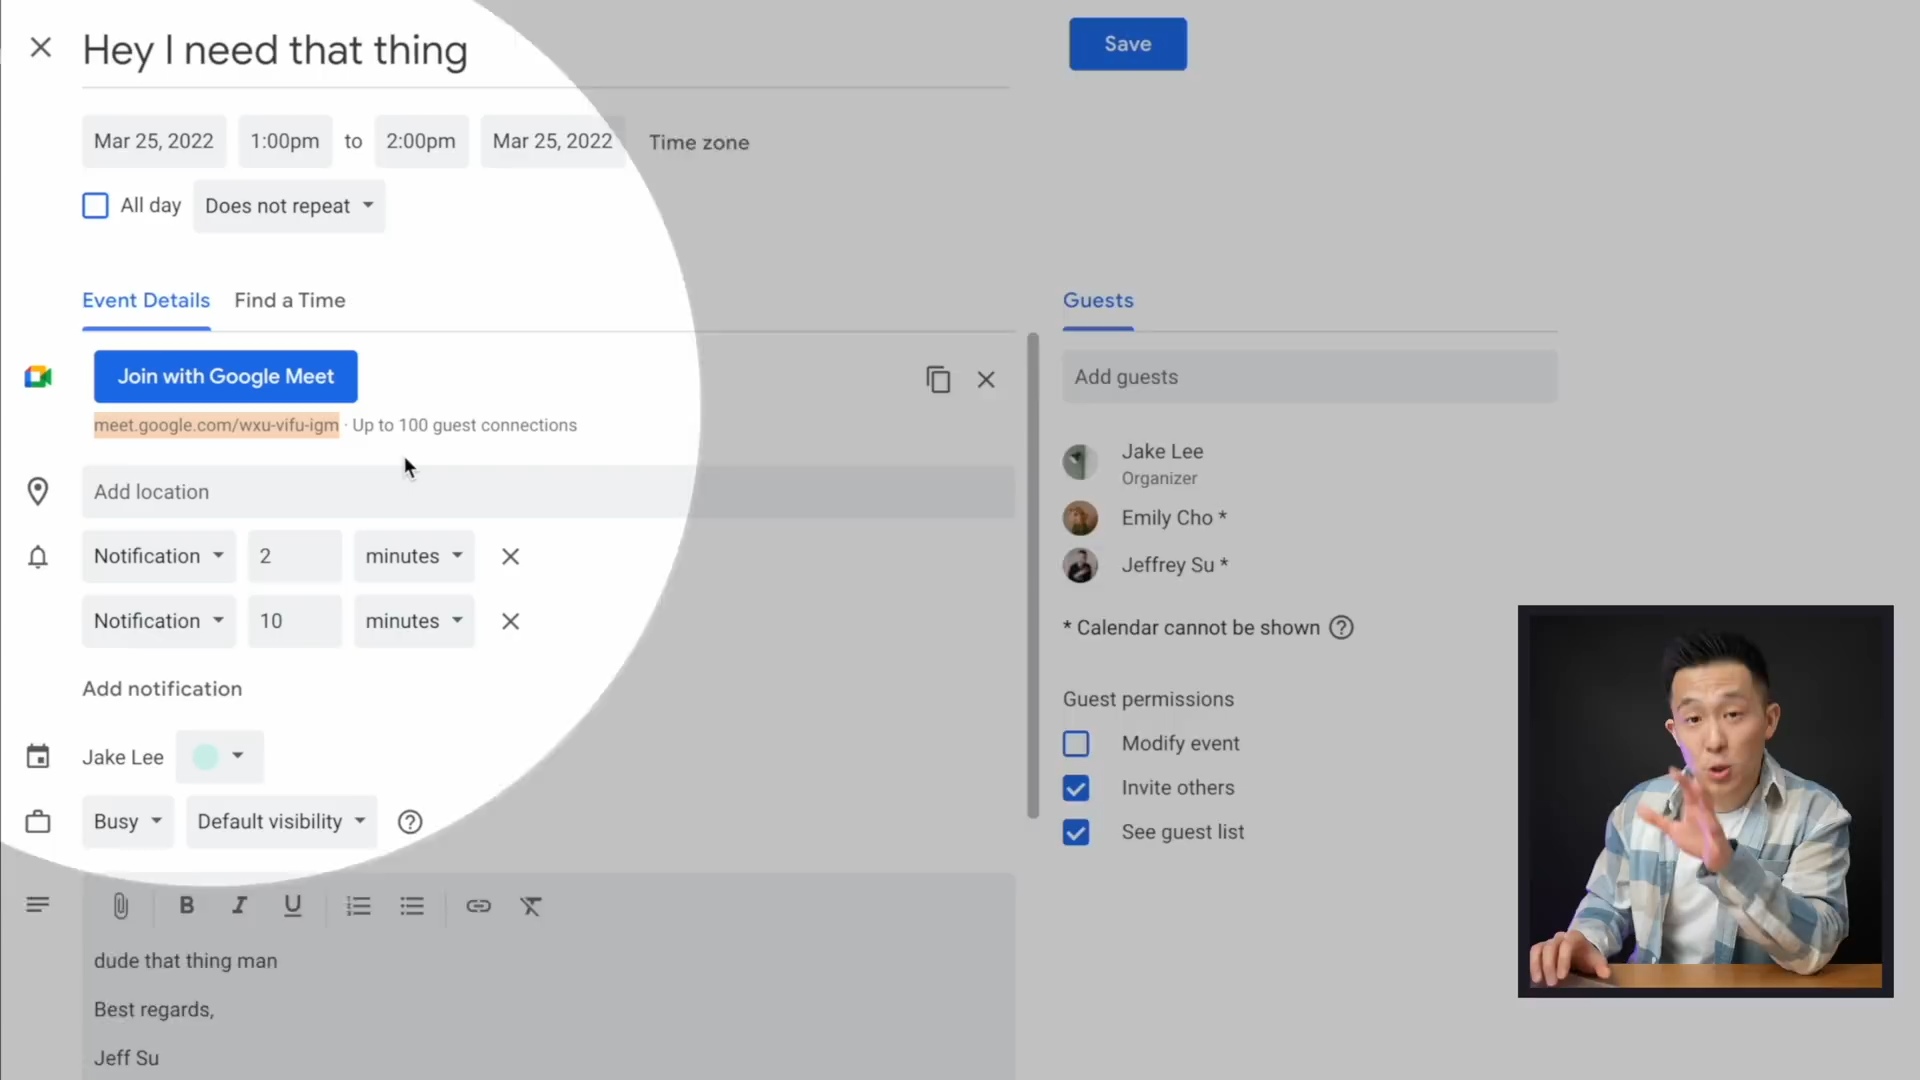 Hey I need that thing
Save
Mar 25, 2022 1:00pm to 2:00pm Mar 25, 2022 Time zone
All day Does not repeat
Event Details Find a Time
Join with Google Meet
meet.google.com/wxu-vifu-igm · Up to 100 guest connections
Add location
Notification 2 minutes
Notification 10 minutes
Add notification
Jake Lee
Busy Default visibility
B I U
dude that thing man
Best regards,
Jeff Su
Guests
Add guests
Jake Lee
Organizer
Emily Cho *
Jeffrey Su *
* Calendar cannot be shown
Guest permissions
Modify event
Invite others
See guest list